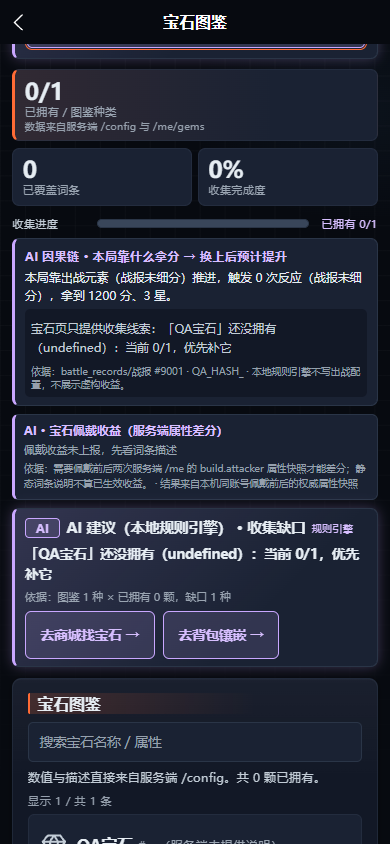 宝石图鉴
0/1
已拥有 / 图鉴种类
数据来自服务端 /config 与 /me/gems
0
已覆盖词条
0%
收集完成度
收集进度
已拥有 0/1
AI 因果链 · 本局靠什么拿分 → 换上后预计提升
本局靠出战元素（战报未细分）推进，触发 0 次反应（战报未细
分），拿到 1200 分、3 星。
宝石页只提供收集线索：「QA宝石」还没拥有
（undefined）：当前 0/1，优先补它
依据：battle_records/战报 #9001 · QA_HASH_ · 本地规则引擎不写出战配
置，不展示虚构收益。
AI · 宝石佩戴收益（服务端属性差分）
佩戴收益未上报，先看词条描述
依据：需要佩戴前后两次服务端 /me 的 build.attacker 属性快照才能差分；静
态词条说明不算已生效收益。 · 结果来自本机同账号佩戴前后的权威属性快照
AI AI 建议（本地规则引擎） · 收集缺口 规则引擎
「QA宝石」还没拥有（undefined）：当前 0/1，优先
补它
依据：图鉴 1 种 × 已拥有 0 颗，缺口 1 种
去商城找宝石 →
去背包镶嵌 →
宝石图鉴
搜索宝石名称 / 属性
数值与描述直接来自服务端 /config。共 0 颗已拥有。
显示 1 / 共 1 条
QA宝石